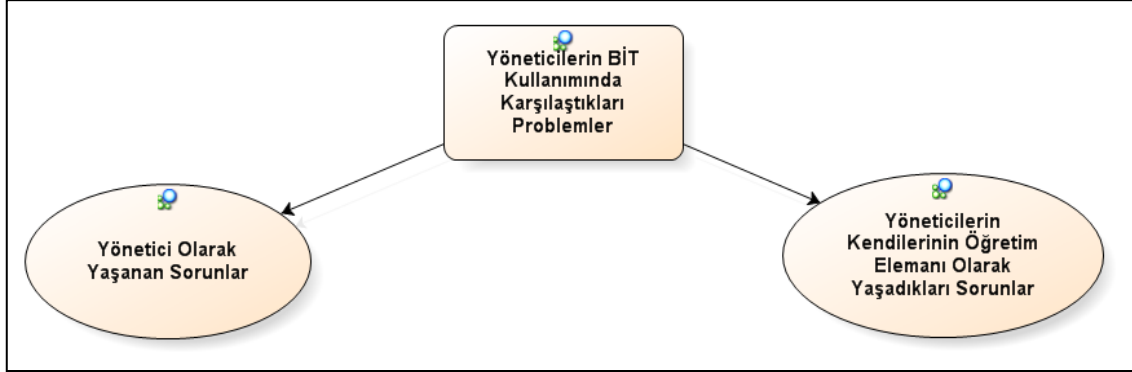 Yöneticilerin BİT
Kullanımında
Karşılaştıkları
Problemler
Yönetici Olarak
Yaşanan Sorunlar
Yöneticilerin
Kendilerinin Öğretim
Elemanı Olarak
Yaşadıkları Sorunlar